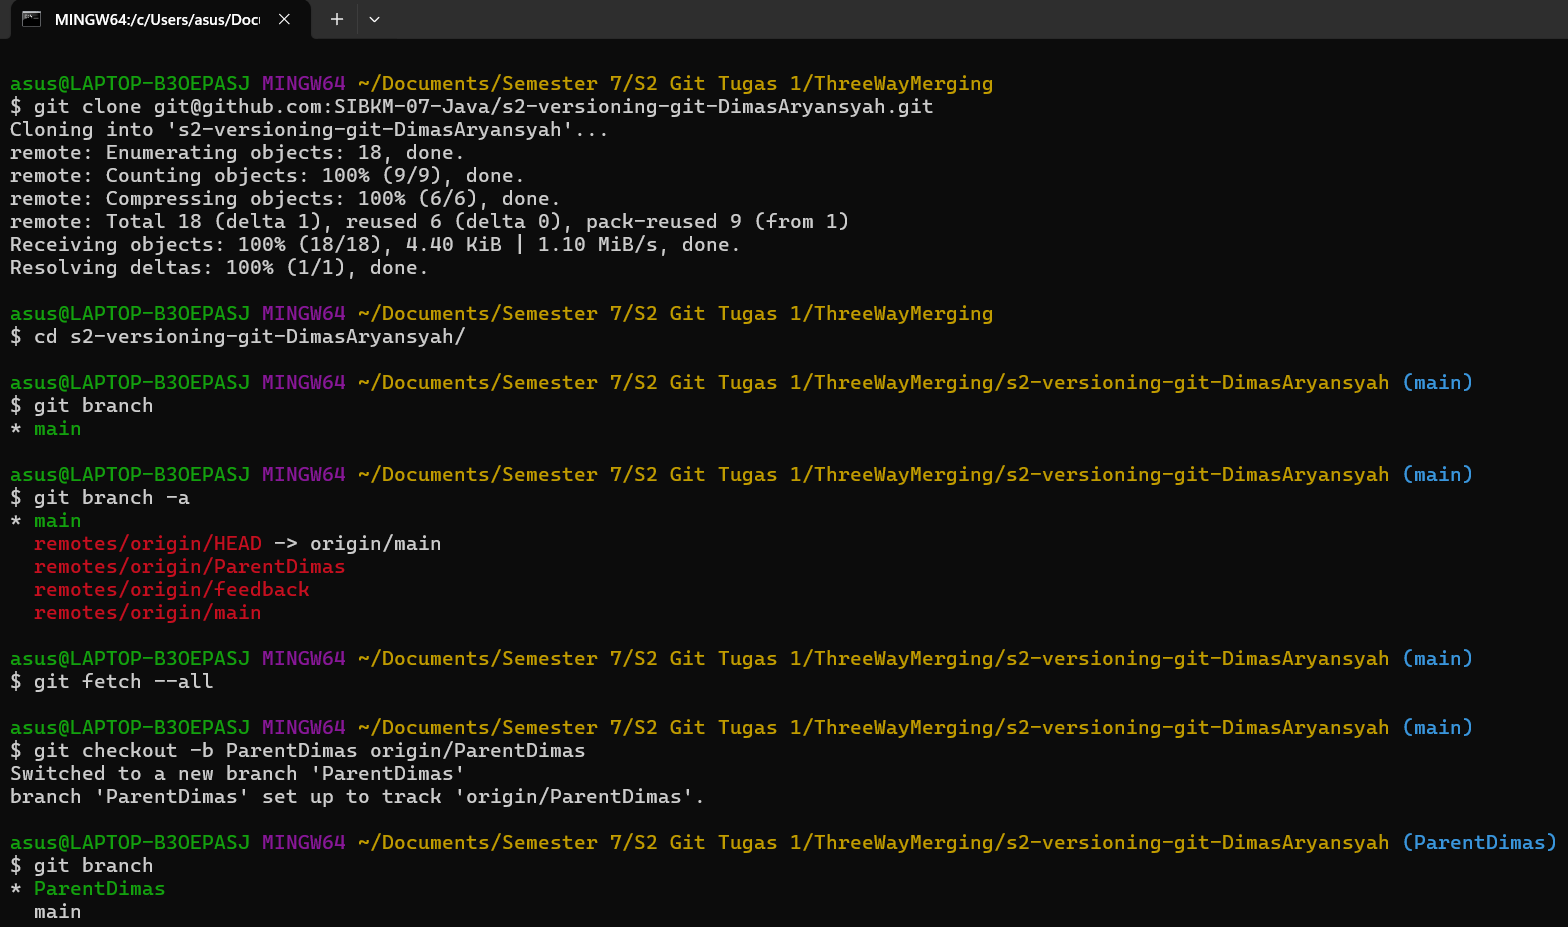 MINGW64:/c/Users/asus/Docu
asus@LAPTOP-B3OEPASJ MINGW64 ~/Documents/Semester 7/S2 Git Tugas 1/ThreeWayMerging
$ git clone git@github.com:SIBKM-07-Java/s2-versioning-git-DimasAryansyah.git
Cloning into 's2-versioning-git-DimasAryansyah'...
remote: Enumerating objects: 18, done.
remote: Counting objects: 100% (9/9), done.
remote: Compressing objects: 100% (6/6), done.
remote: Total 18 (delta 1), reused 6 (delta 0), pack-reused 9 (from 1)
Receiving objects: 100% (18/18), 4.40 KiB | 1.10 MiB/s, done.
Resolving deltas: 100% (1/1), done.
asus@LAPTOP-B3OEPASJ MINGW64 ~/Documents/Semester 7/S2 Git Tugas 1/ThreeWayMerging
$ cd s2-versioning-git-DimasAryansyah/
asus@LAPTOP-B3OEPASJ MINGW64 ~/Documents/Semester 7/S2 Git Tugas 1/ThreeWayMerging/s2-versioning-git-DimasAryansyah (main)
$ git branch
* main
asus@LAPTOP-B3OEPASJ MINGW64 ~/Documents/Semester 7/S2 Git Tugas 1/ThreeWayMerging/s2-versioning-git-DimasAryansyah (main)
$ git branch -a
* main
  remotes/origin/HEAD -> origin/main
  remotes/origin/ParentDimas
  remotes/origin/feedback
  remotes/origin/main
asus@LAPTOP-B3OEPASJ MINGW64 ~/Documents/Semester 7/S2 Git Tugas 1/ThreeWayMerging/s2-versioning-git-DimasAryansyah (main)
$ git fetch --all
asus@LAPTOP-B3OEPASJ MINGW64 ~/Documents/Semester 7/S2 Git Tugas 1/ThreeWayMerging/s2-versioning-git-DimasAryansyah (main)
$ git checkout -b ParentDimas origin/ParentDimas
Switched to a new branch 'ParentDimas'
branch 'ParentDimas' set up to track 'origin/ParentDimas'.
asus@LAPTOP-B3OEPASJ MINGW64 ~/Documents/Semester 7/S2 Git Tugas 1/ThreeWayMerging/s2-versioning-git-DimasAryansyah (ParentDimas)
$ git branch
* ParentDimas
  main